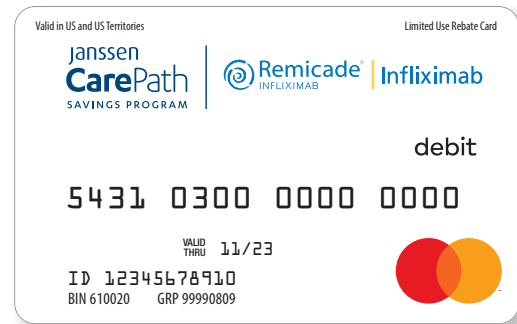 Valid in US and US Territories Limited Use Rebate Card
Janssen
CarePath
SAVINGS PROGRAM
Remicade®
INFLIXIMAB
Infliximab
debit
5431 0300 0000 0000
VALID
THRU 11/23
ID 12345678910
BIN 610020 GRP 99990809